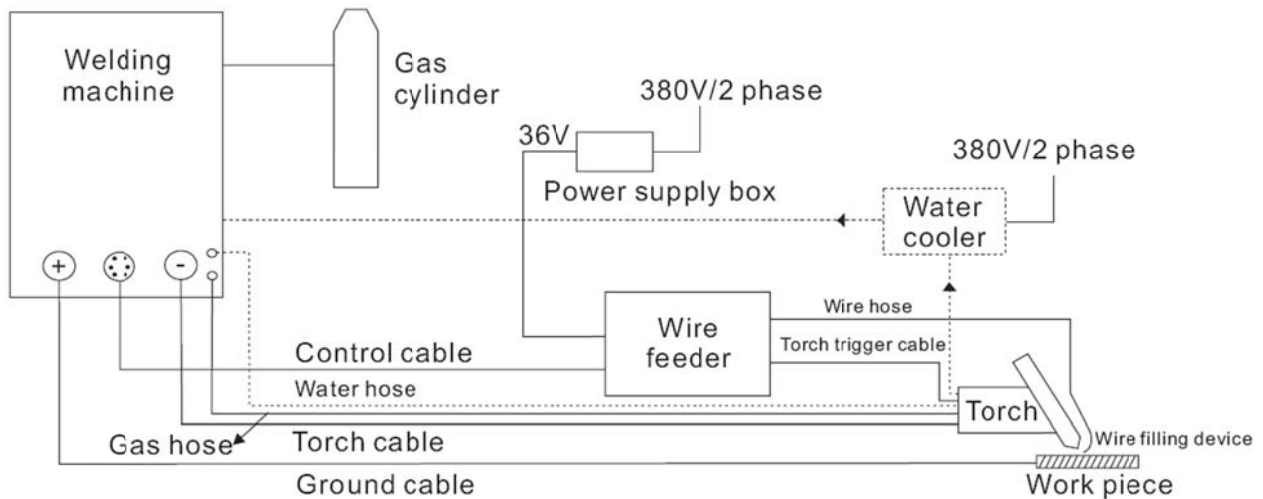 Welding
machine
Gas
cylinder
380V/2 phase
36V
Power supply box
380V/2 phase
Water
cooler
+
-
Wire
feeder
Wire hose
Torch trigger cable
Control cable
Water hose
Torch
Gas hose
Torch cable
Wire filling device
Ground cable
Work piece